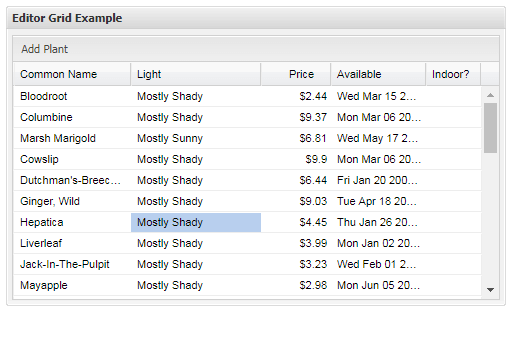 Editor Grid Example
Add Plant
Common Name Light Price Available Indoor?
Bloodroot Mostly Shady $2.44 Wed Mar 15 2...
Columbine Mostly Shady $9.37 Mon Mar 06 20...
Marsh Marigold Mostly Sunny $6.81 Wed May 17 2...
Cowslip Mostly Shady $9.9 Mon Mar 06 20...
Dutchman's-Breec... Mostly Shady $6.44 Fri Jan 20 200...
Ginger, Wild Mostly Shady $9.03 Tue Apr 18 200...
Hepatica Mostly Shady $4.45 Thu Jan 26 200...
Liverleaf Mostly Shady $3.99 Mon Jan 02 20...
Jack-In-The-Pulpit Mostly Shady $3.23 Wed Feb 01 2...
Mayapple Mostly Shady $2.98 Mon Jun 05 20...